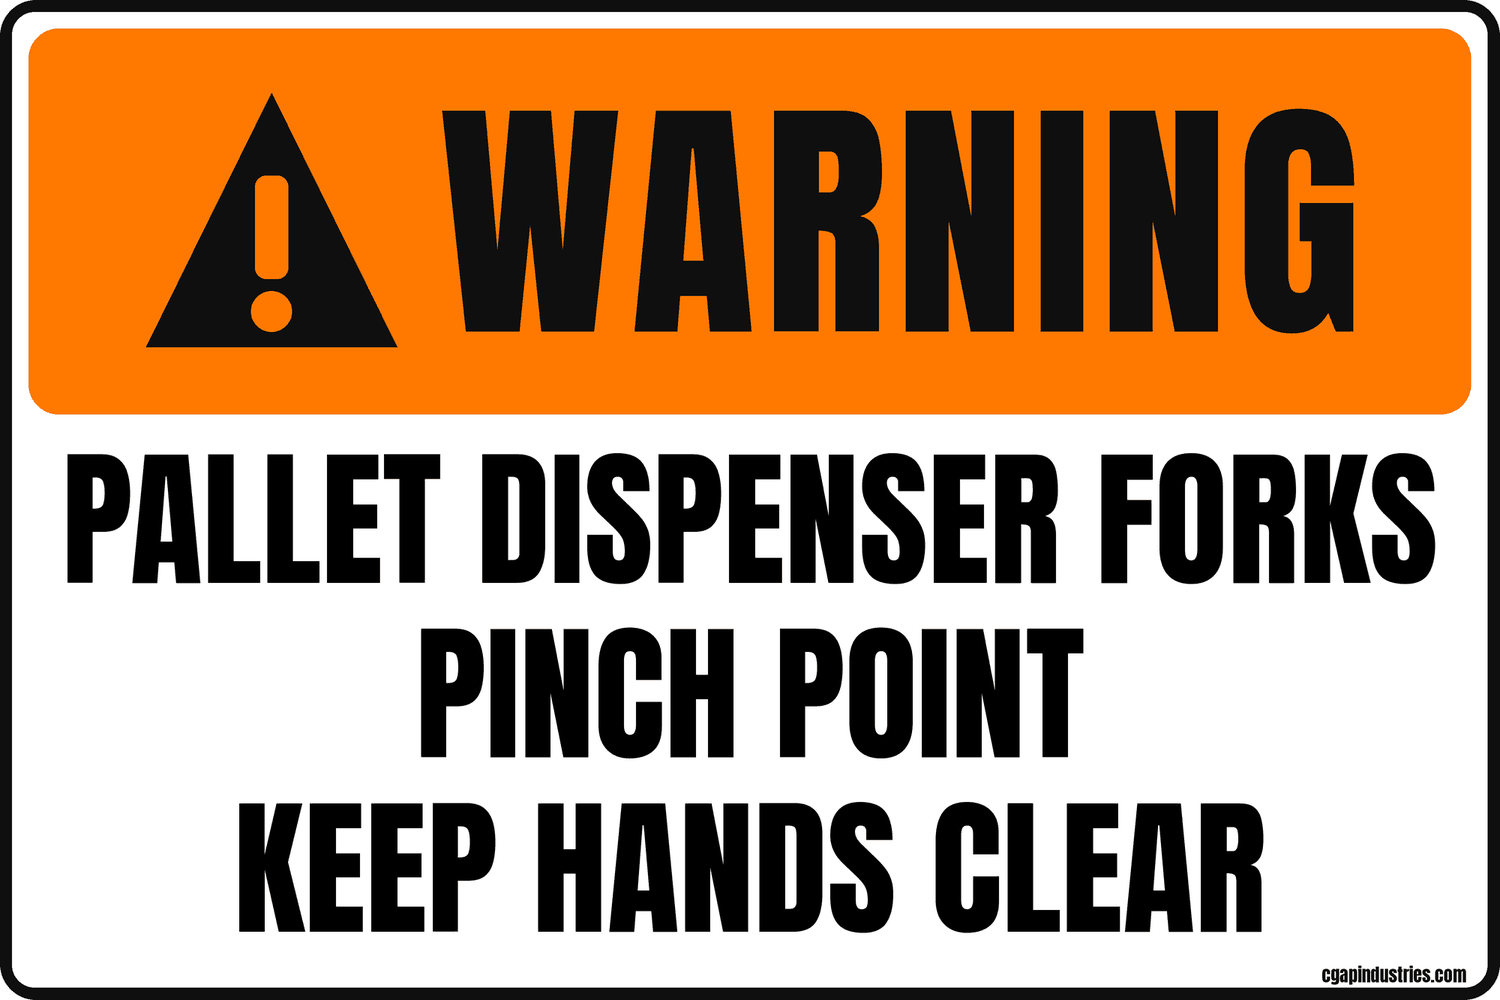 WARNING
PALLET DISPENSER FORKS
PINCH POINT
KEEP HANDS CLEAR
cgapindustries.com